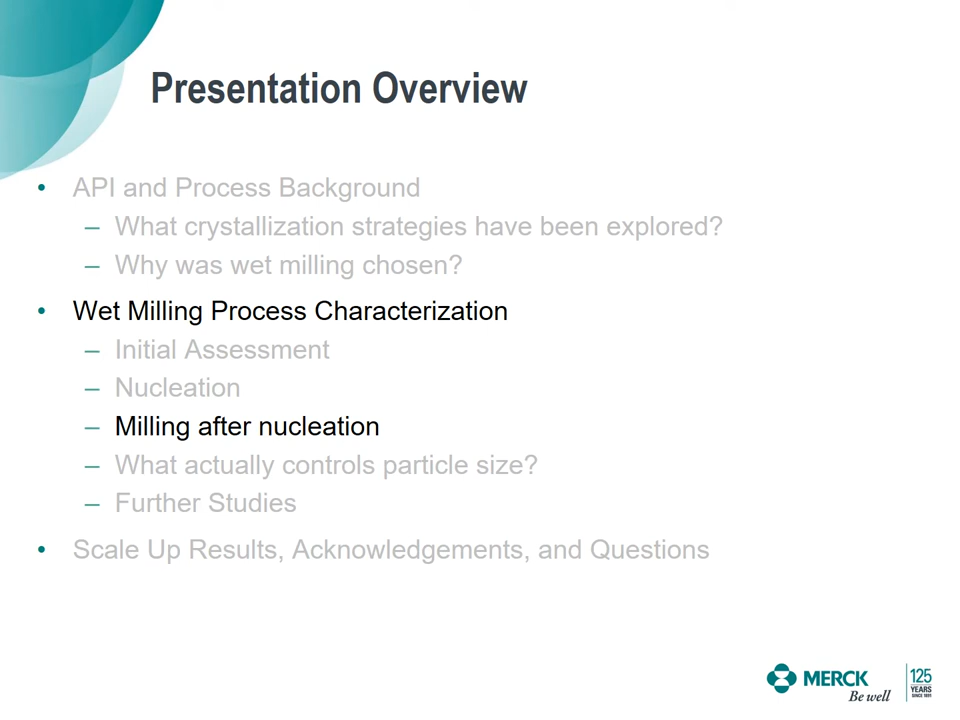 Presentation Overview
• API and Process Background
– What crystallization strategies have been explored?
– Why was wet milling chosen?
• Wet Milling Process Characterization
– Initial Assessment
– Nucleation
– Milling after nucleation
– What actually controls particle size?
– Further Studies
• Scale Up Results, Acknowledgements, and Questions
MERCK
Be well
125
YEARS
SINCE 1891